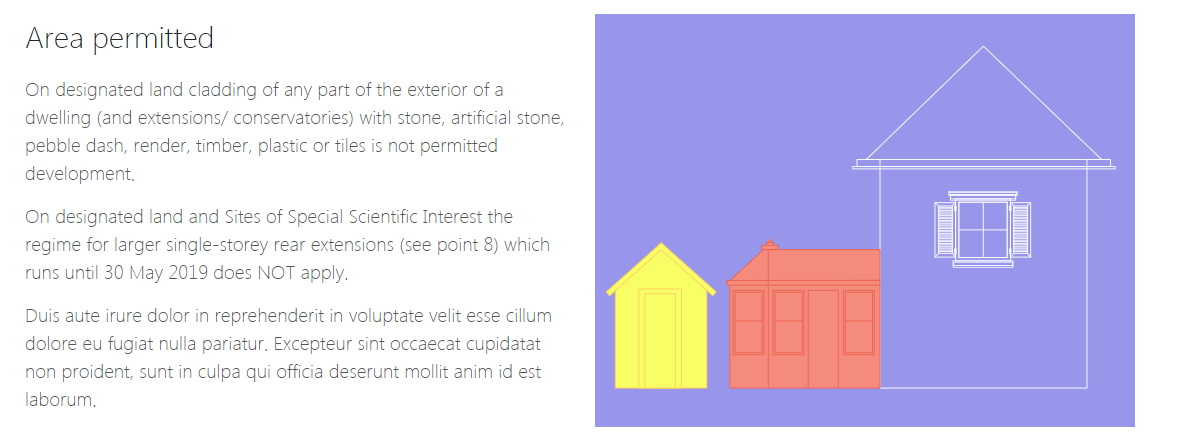 Area permitted
On designated land cladding of any part of the exterior of a
dwelling (and extensions/ conservatories) with stone, artificial stone,
pebble dash, render, timber, plastic or tiles is not permitted
development.
On designated land and Sites of Special Scientific Interest the
regime for larger single-storey rear extensions (see point 8) which
runs until 30 May 2019 does NOT apply.
Duis aute irure dolor in reprehenderit in voluptate velit esse cillum
dolore eu fugiat nulla pariatur. Excepteur sint occaecat cupidatat
non proident, sunt in culpa qui officia deserunt mollit anim id est
laborum.